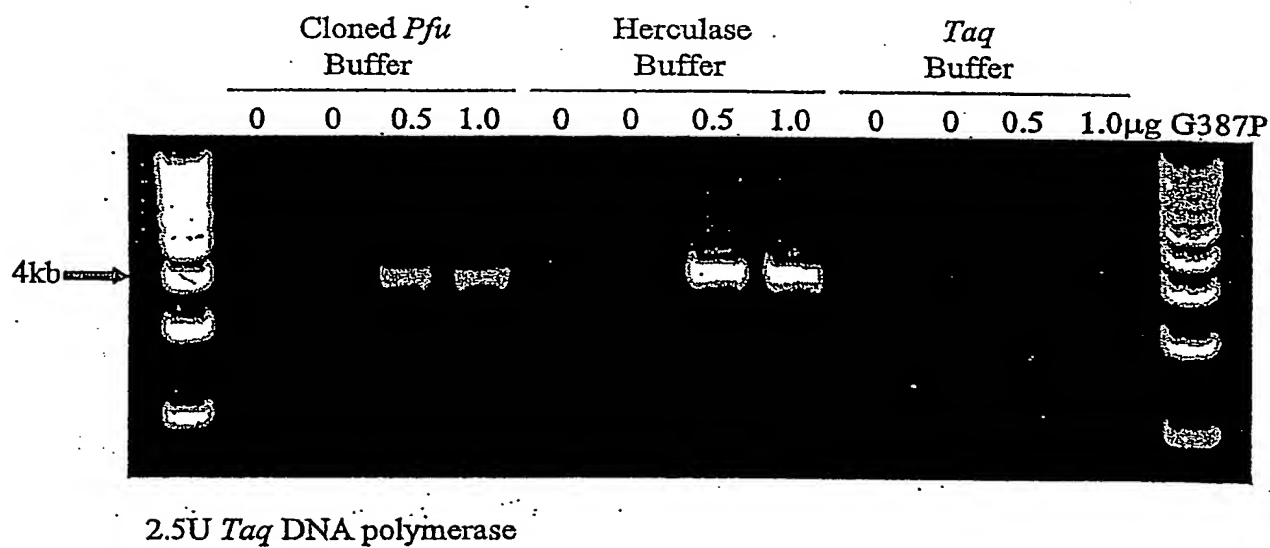 Cloned Pfu Buffer
Herculase Buffer
Taq Buffer
0 0 0.5 1.0 0 0 0.5 1.0 0 0 0.5 1.0μg G387P
4kb
2.5U Taq DNA polymerase